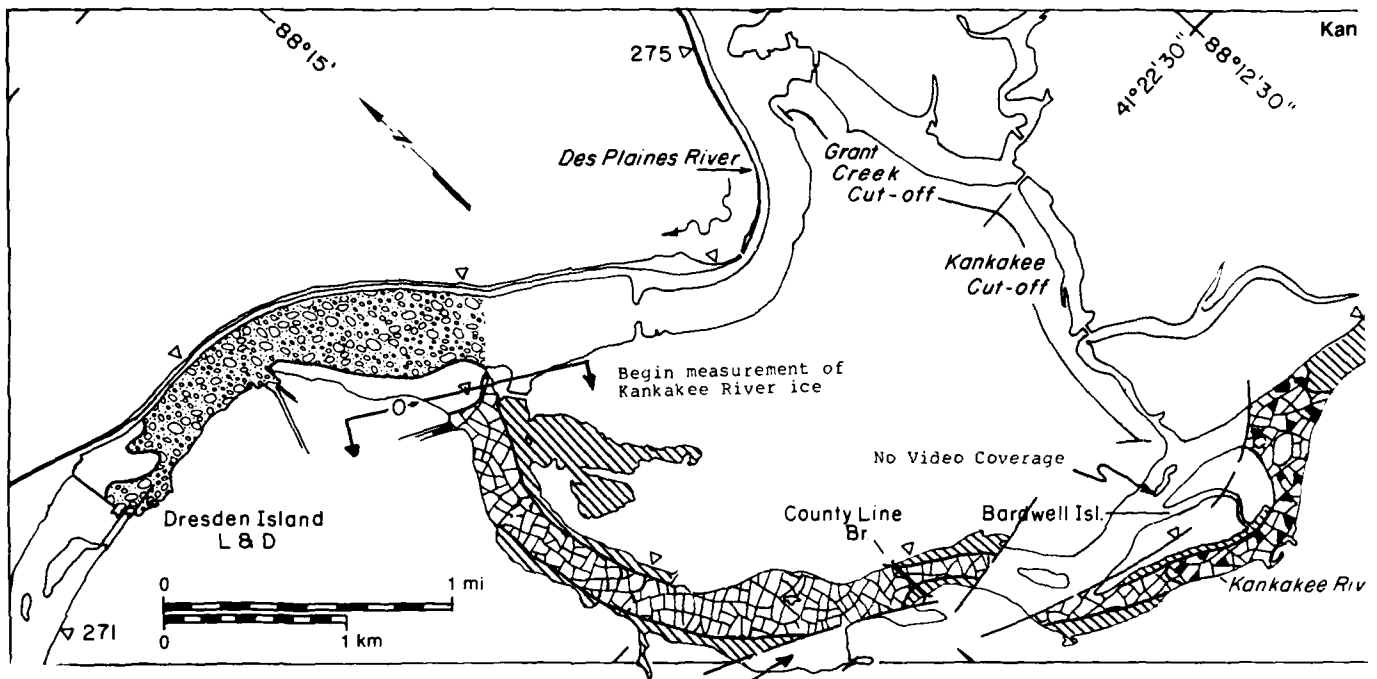 Kan
88°15'
275
41°22'30"
88°12'30"
Des Plaines River
Grant
Creek
Cut-off
Kankakee
Cut-off
N
Begin measurement of
Kankakee River ice
0
No Video Coverage
Dresden Island
L & D
County Line
Br.
Bardwell Isl.
Kankakee Riv
0 1 mi
0 1 km
271